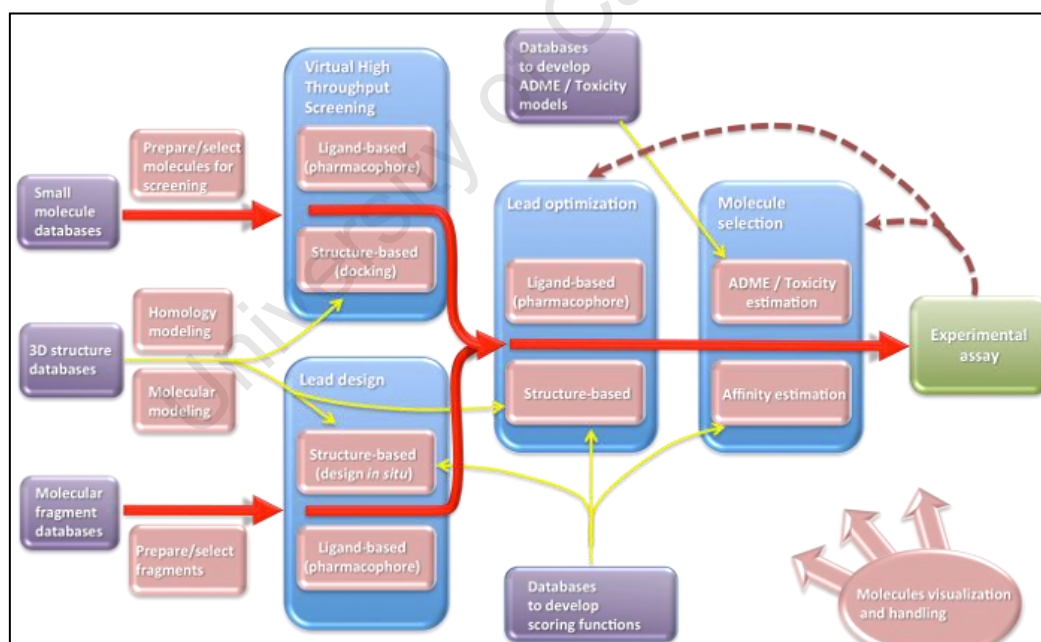 Virtual High
Throughput
Screening
Ligand-based
(pharmacophore)
Structure-based
(docking)
Prepare/select
molecules for
screening
Small
molecule
databases
Homology
modeling
3D structure
databases
Molecular
modeling
Lead design
Structure-based
(design in situ)
Ligand-based
(pharmacophore)
Molecular
fragment
databases
Prepare/select
fragments
Databases
to develop
ADME / Toxicity
models
Lead optimization
Ligand-based
(pharmacophore)
Structure-based
Molecule
selection
ADME / Toxicity
estimation
Affinity estimation
Experimental
assay
Databases
to develop
scoring functions
Molecules visualization
and handling
University of